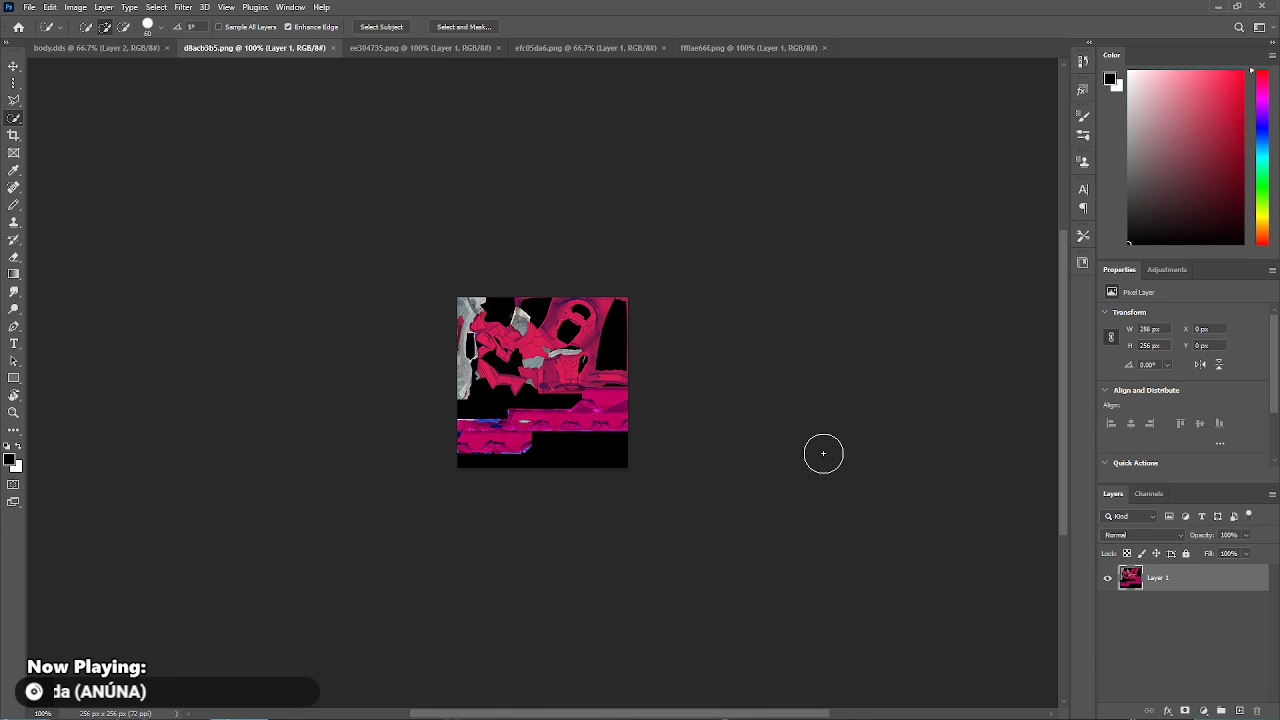 File Edit Image Layer Type Select Filter 3D View Plugins Window Help
60 5° Sample All Layers Enhance Edge Select Subject Select and Mask...
body.dds @ 66.7% (Layer 2, RGB/8#) × d8acb3b5.png @ 100% (Layer 1, RGB/8#) × ee304735.png @ 100% (Layer 1, RGB/8#) × efc05da6.png @ 66.7% (Layer 1, RGB/8#) × ff0ae66f.png @ 100% (Layer 1, RGB/8#) ×
Color
Properties Adjustments
Pixel Layer
Transform
W 256 px X 0 px
H 256 px Y 0 px
0.00°
Align and Distribute
Align:
Quick Actions
Layers Channels
Kind
Normal Opacity: 100%
Lock: Fill: 100%
Layer 1
Now Playing:
da (ANÚNA)
100% 256 px x 256 px (72 ppi)